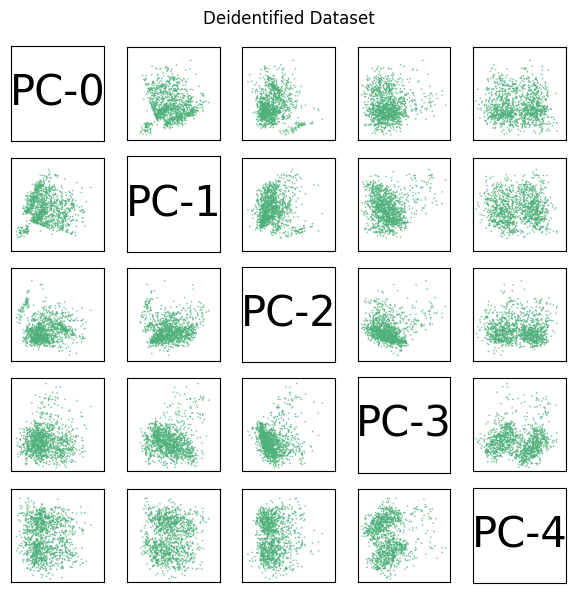 Deidentified Dataset
PC-0
PC-1
PC-2
PC-3
PC-4